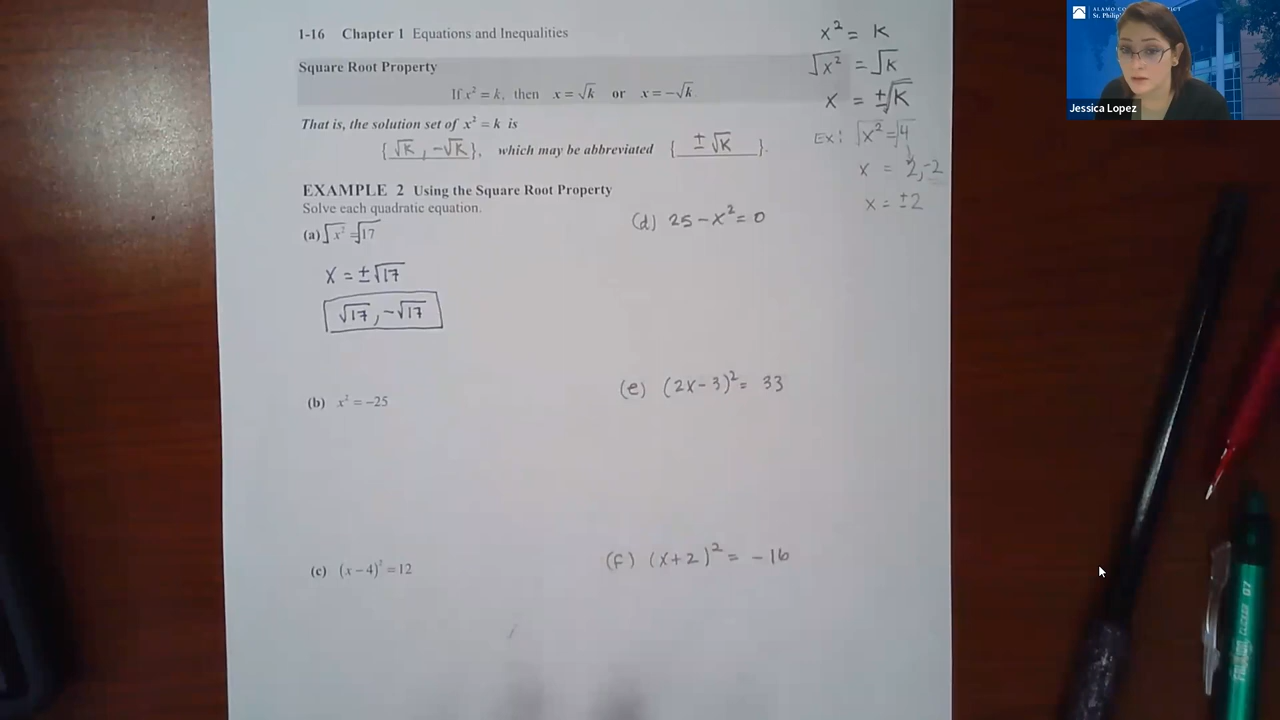 1-16 Chapter 1 Equations and Inequalities
Square Root Property
If x² = k, then x = √k or x = −√k
That is, the solution set of x² = k is
{ √K , −√K }, which may be abbreviated { ± √K }.
x² = K
√x² = √K
x = ±√K
Ex: √x² = √4
x = 2, −2
x = ±2
EXAMPLE 2 Using the Square Root Property
Solve each quadratic equation.
(a) √x² = √17
x = ±√17
√17, −√17
(b) x² = −25
(c) (x − 4)² = 12
(d) 25 − x² = 0
(e) (2x − 3)² = 33
(f) (x + 2)² = −16
ALAMO
St. Philip
Jessica Lopez